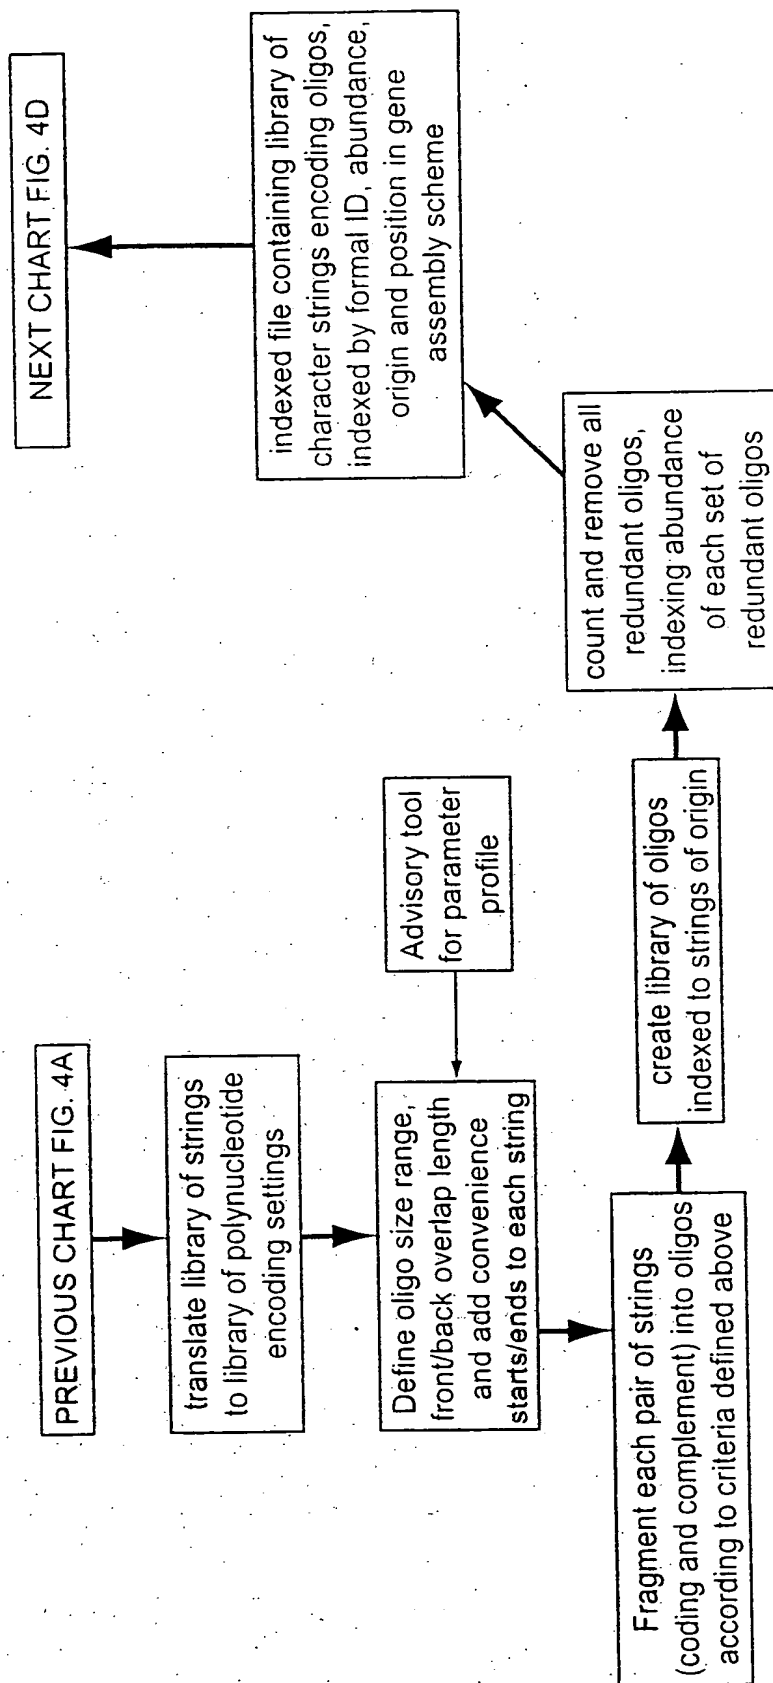 PREVIOUS CHART FIG. 4A
translate library of strings
to library of polynucleotide
encoding settings
Define oligo size range,
front/back overlap length
and add convenience
starts/ends to each string
Advisory tool
for parameter
profile
Fragment each pair of strings
(coding and complement) into oligos
according to criteria defined above
create library of oligos
indexed to strings of origin
count and remove all
redundant oligos,
indexing abundance
of each set of
redundant oligos
indexed file containing library of
character strings encoding oligos,
indexed by formal ID, abundance,
origin and position in gene
assembly scheme
NEXT CHART FIG. 4D